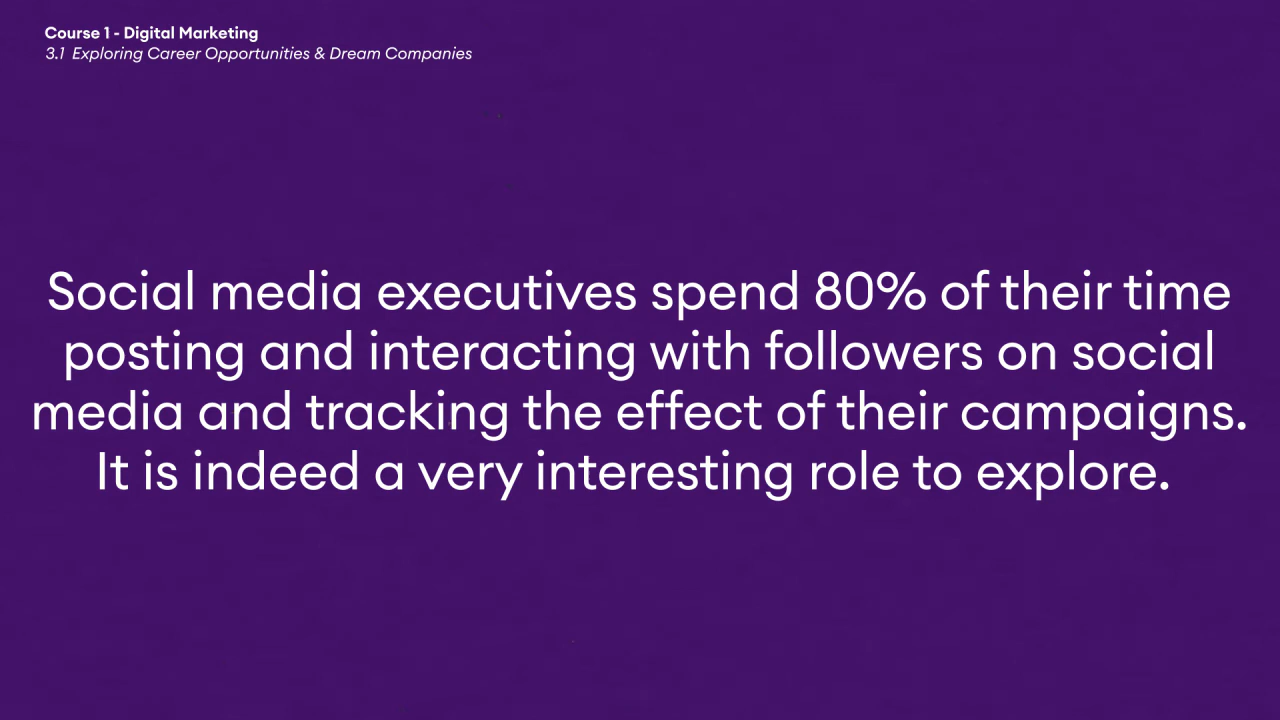 Course 1 - Digital Marketing
3.1 Exploring Career Opportunities & Dream Companies
Social media executives spend 80% of their time
posting and interacting with followers on social
media and tracking the effect of their campaigns.
It is indeed a very interesting role to explore.